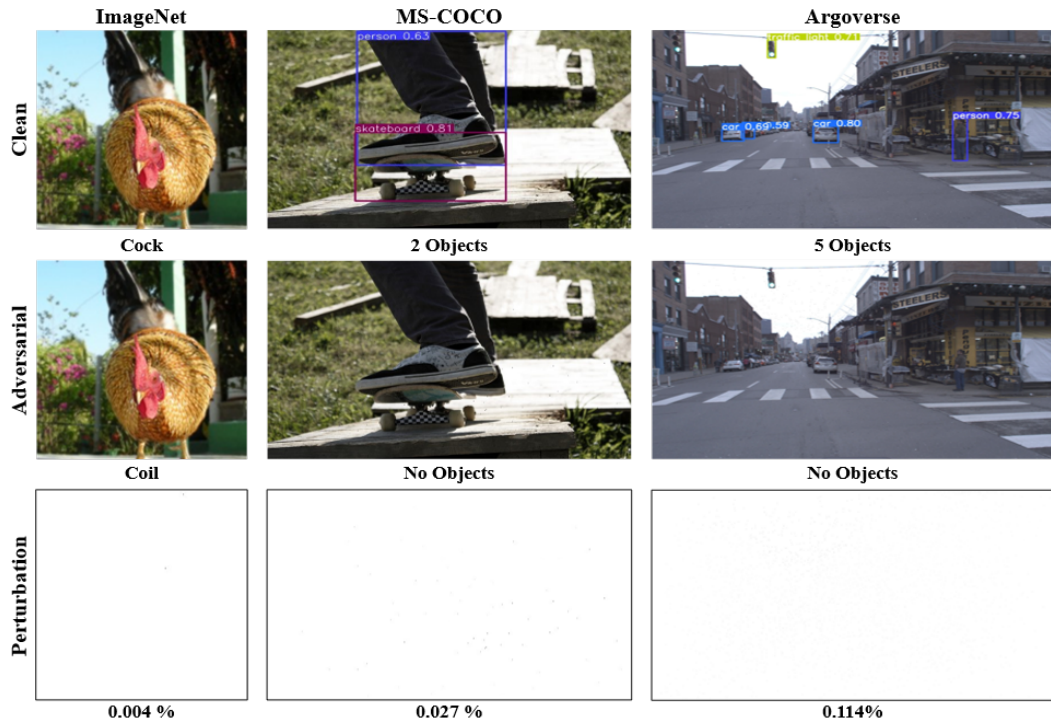 ImageNet
MS-COCO
Argoverse
Clean
person 0.63
skateboard 0.81
traffic light 0.71
STEELERS
car 0.69
.59
car 0.80
person 0.75
Cock
2 Objects
5 Objects
Adversarial
STEELERS
Coil
No Objects
No Objects
Perturbation
0.004 %
0.027 %
0.114%